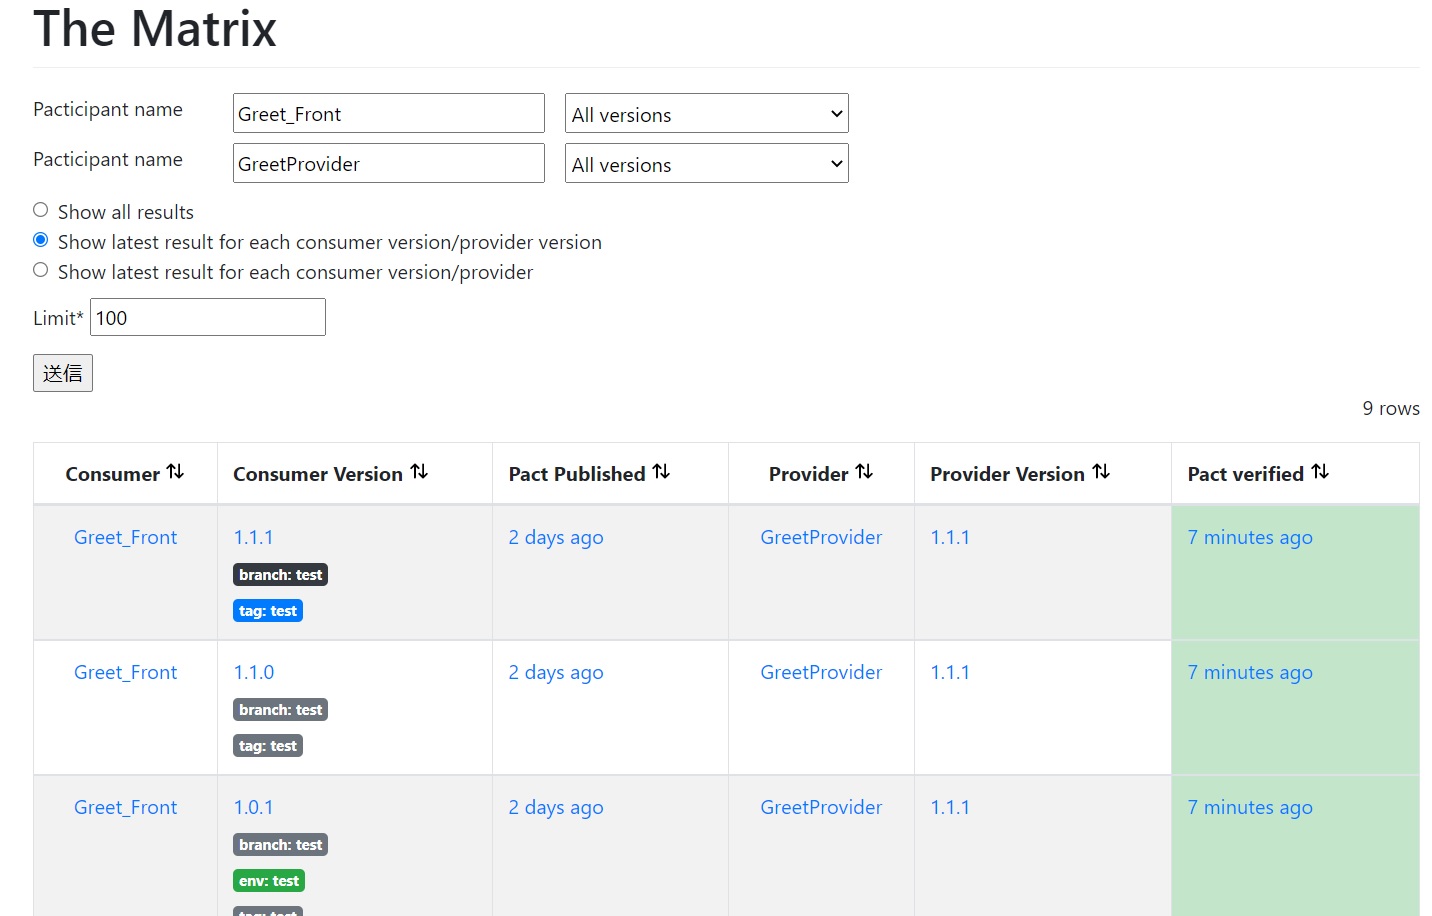 The Matrix
Pacticipant name Greet_Front All versions
Pacticipant name GreetProvider All versions
Show all results
Show latest result for each consumer version/provider version
Show latest result for each consumer version/provider
Limit* 100
送信
9 rows
Consumer Consumer Version Pact Published Provider Provider Version Pact verified
Greet_Front 1.1.1 2 days ago GreetProvider 1.1.1 7 minutes ago
branch: test
tag: test
Greet_Front 1.1.0 2 days ago GreetProvider 1.1.1 7 minutes ago
branch: test
tag: test
Greet_Front 1.0.1 2 days ago GreetProvider 1.1.1 7 minutes ago
branch: test
env: test
tag: test